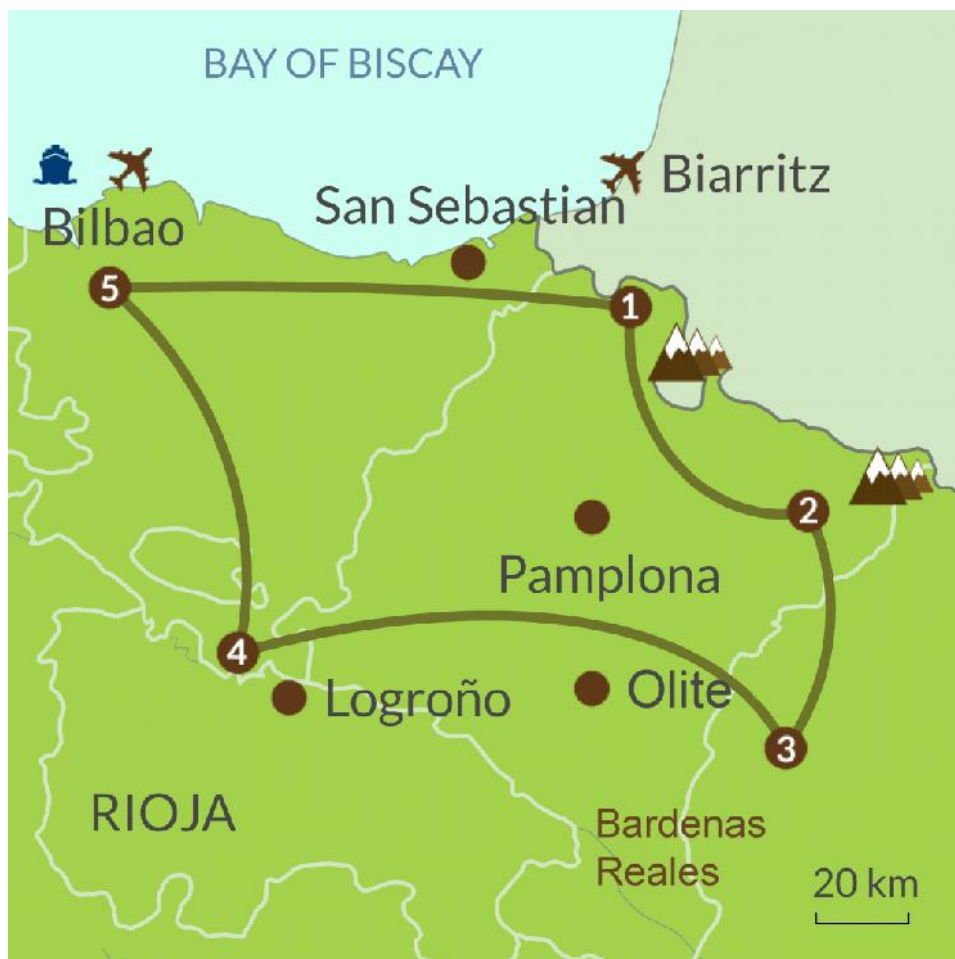 BAY OF BISCAY
Biarritz
San Sebastian
Bilbao
5
1
2
Pamplona
4
Logroño
Olite
3
RIOJA
Bardenas
Reales
20 km